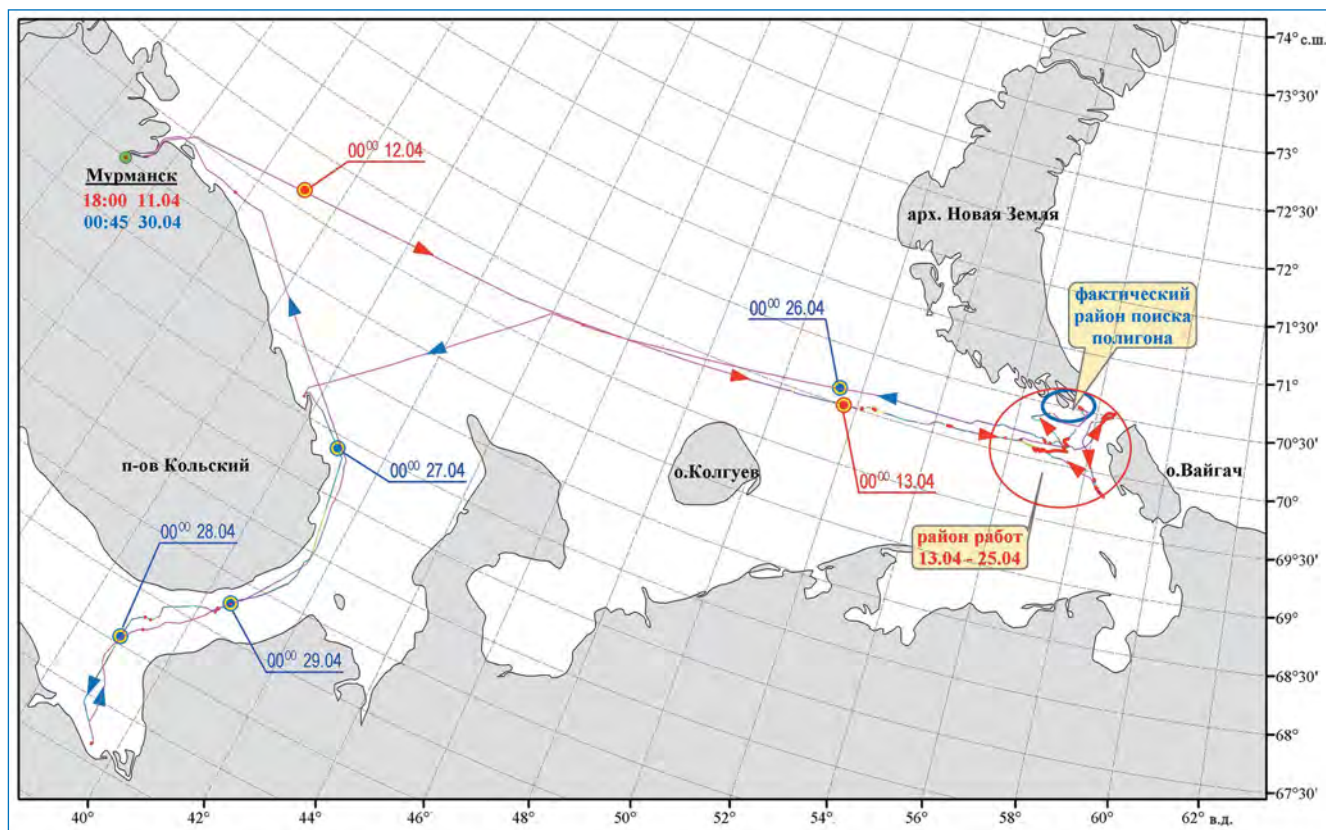 74° с.ш.
73°30'
73°
72°30'
72°
71°30'
71°
70°30'
70°
69°30'
69°
68°30'
68°
67°30'
00⁰⁰ 12.04
Мурманск
18:00 11.04
00:45 30.04
арх. Новая Земля
фактический
район поиска
полигона
00⁰⁰ 26.04
п-ов Кольский
00⁰⁰ 27.04
о.Колгуев
00⁰⁰ 13.04
о.Вайгач
00⁰⁰ 28.04
район работ
13.04 - 25.04
00⁰⁰ 29.04
40° 42° 44° 46° 48° 50° 52° 54° 56° 58° 60° 62°
в.д.